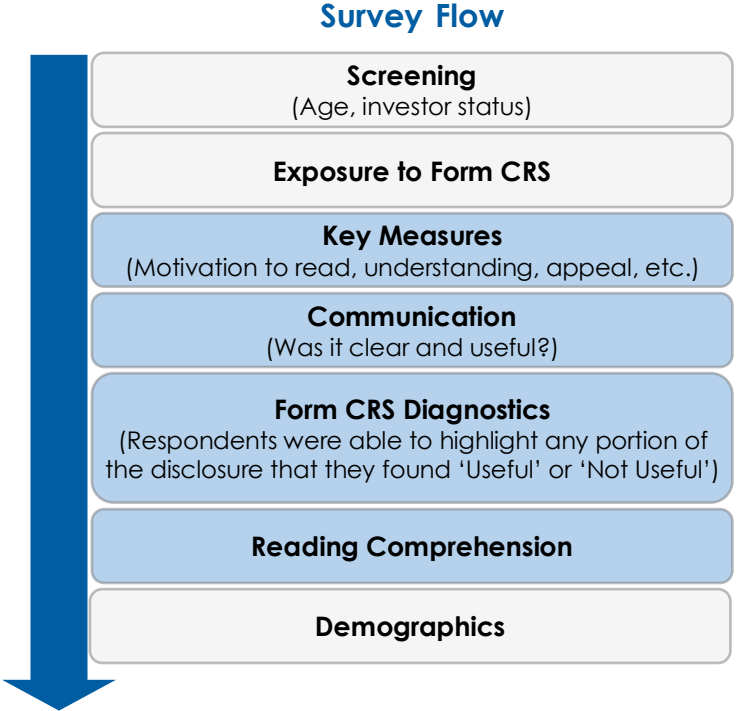 Survey Flow
Screening
(Age, investor status)
Exposure to Form CRS
Key Measures
(Motivation to read, understanding, appeal, etc.)
Communication
(Was it clear and useful?)
Form CRS Diagnostics
(Respondents were able to highlight any portion of
the disclosure that they found ‘Useful’ or ‘Not Useful’)
Reading Comprehension
Demographics